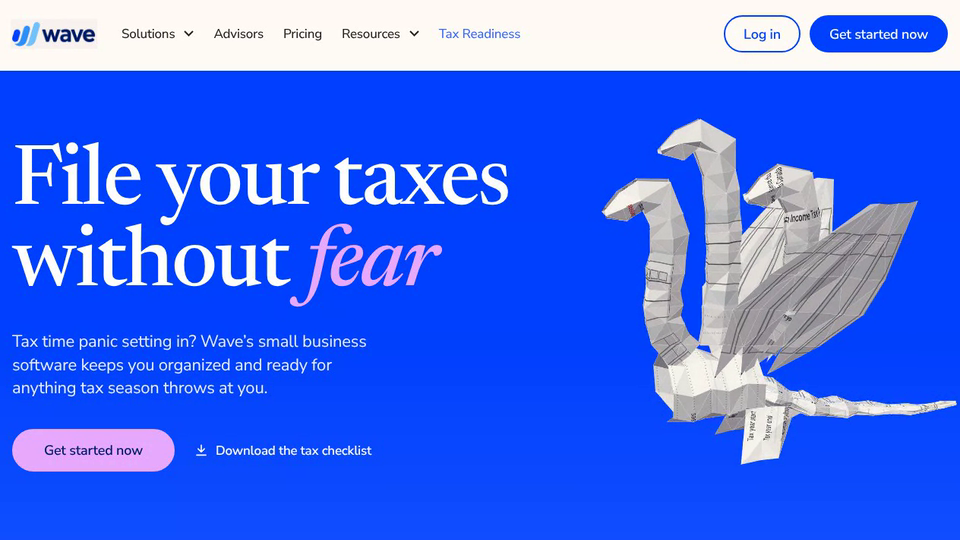 wave
Solutions
Advisors
Pricing
Resources
Tax Readiness
Log in
Get started now
File your taxes
without fear
Tax time panic setting in? Wave's small business
software keeps you organized and ready for
anything tax season throws at you.
Get started now
Download the tax checklist
Income Tax